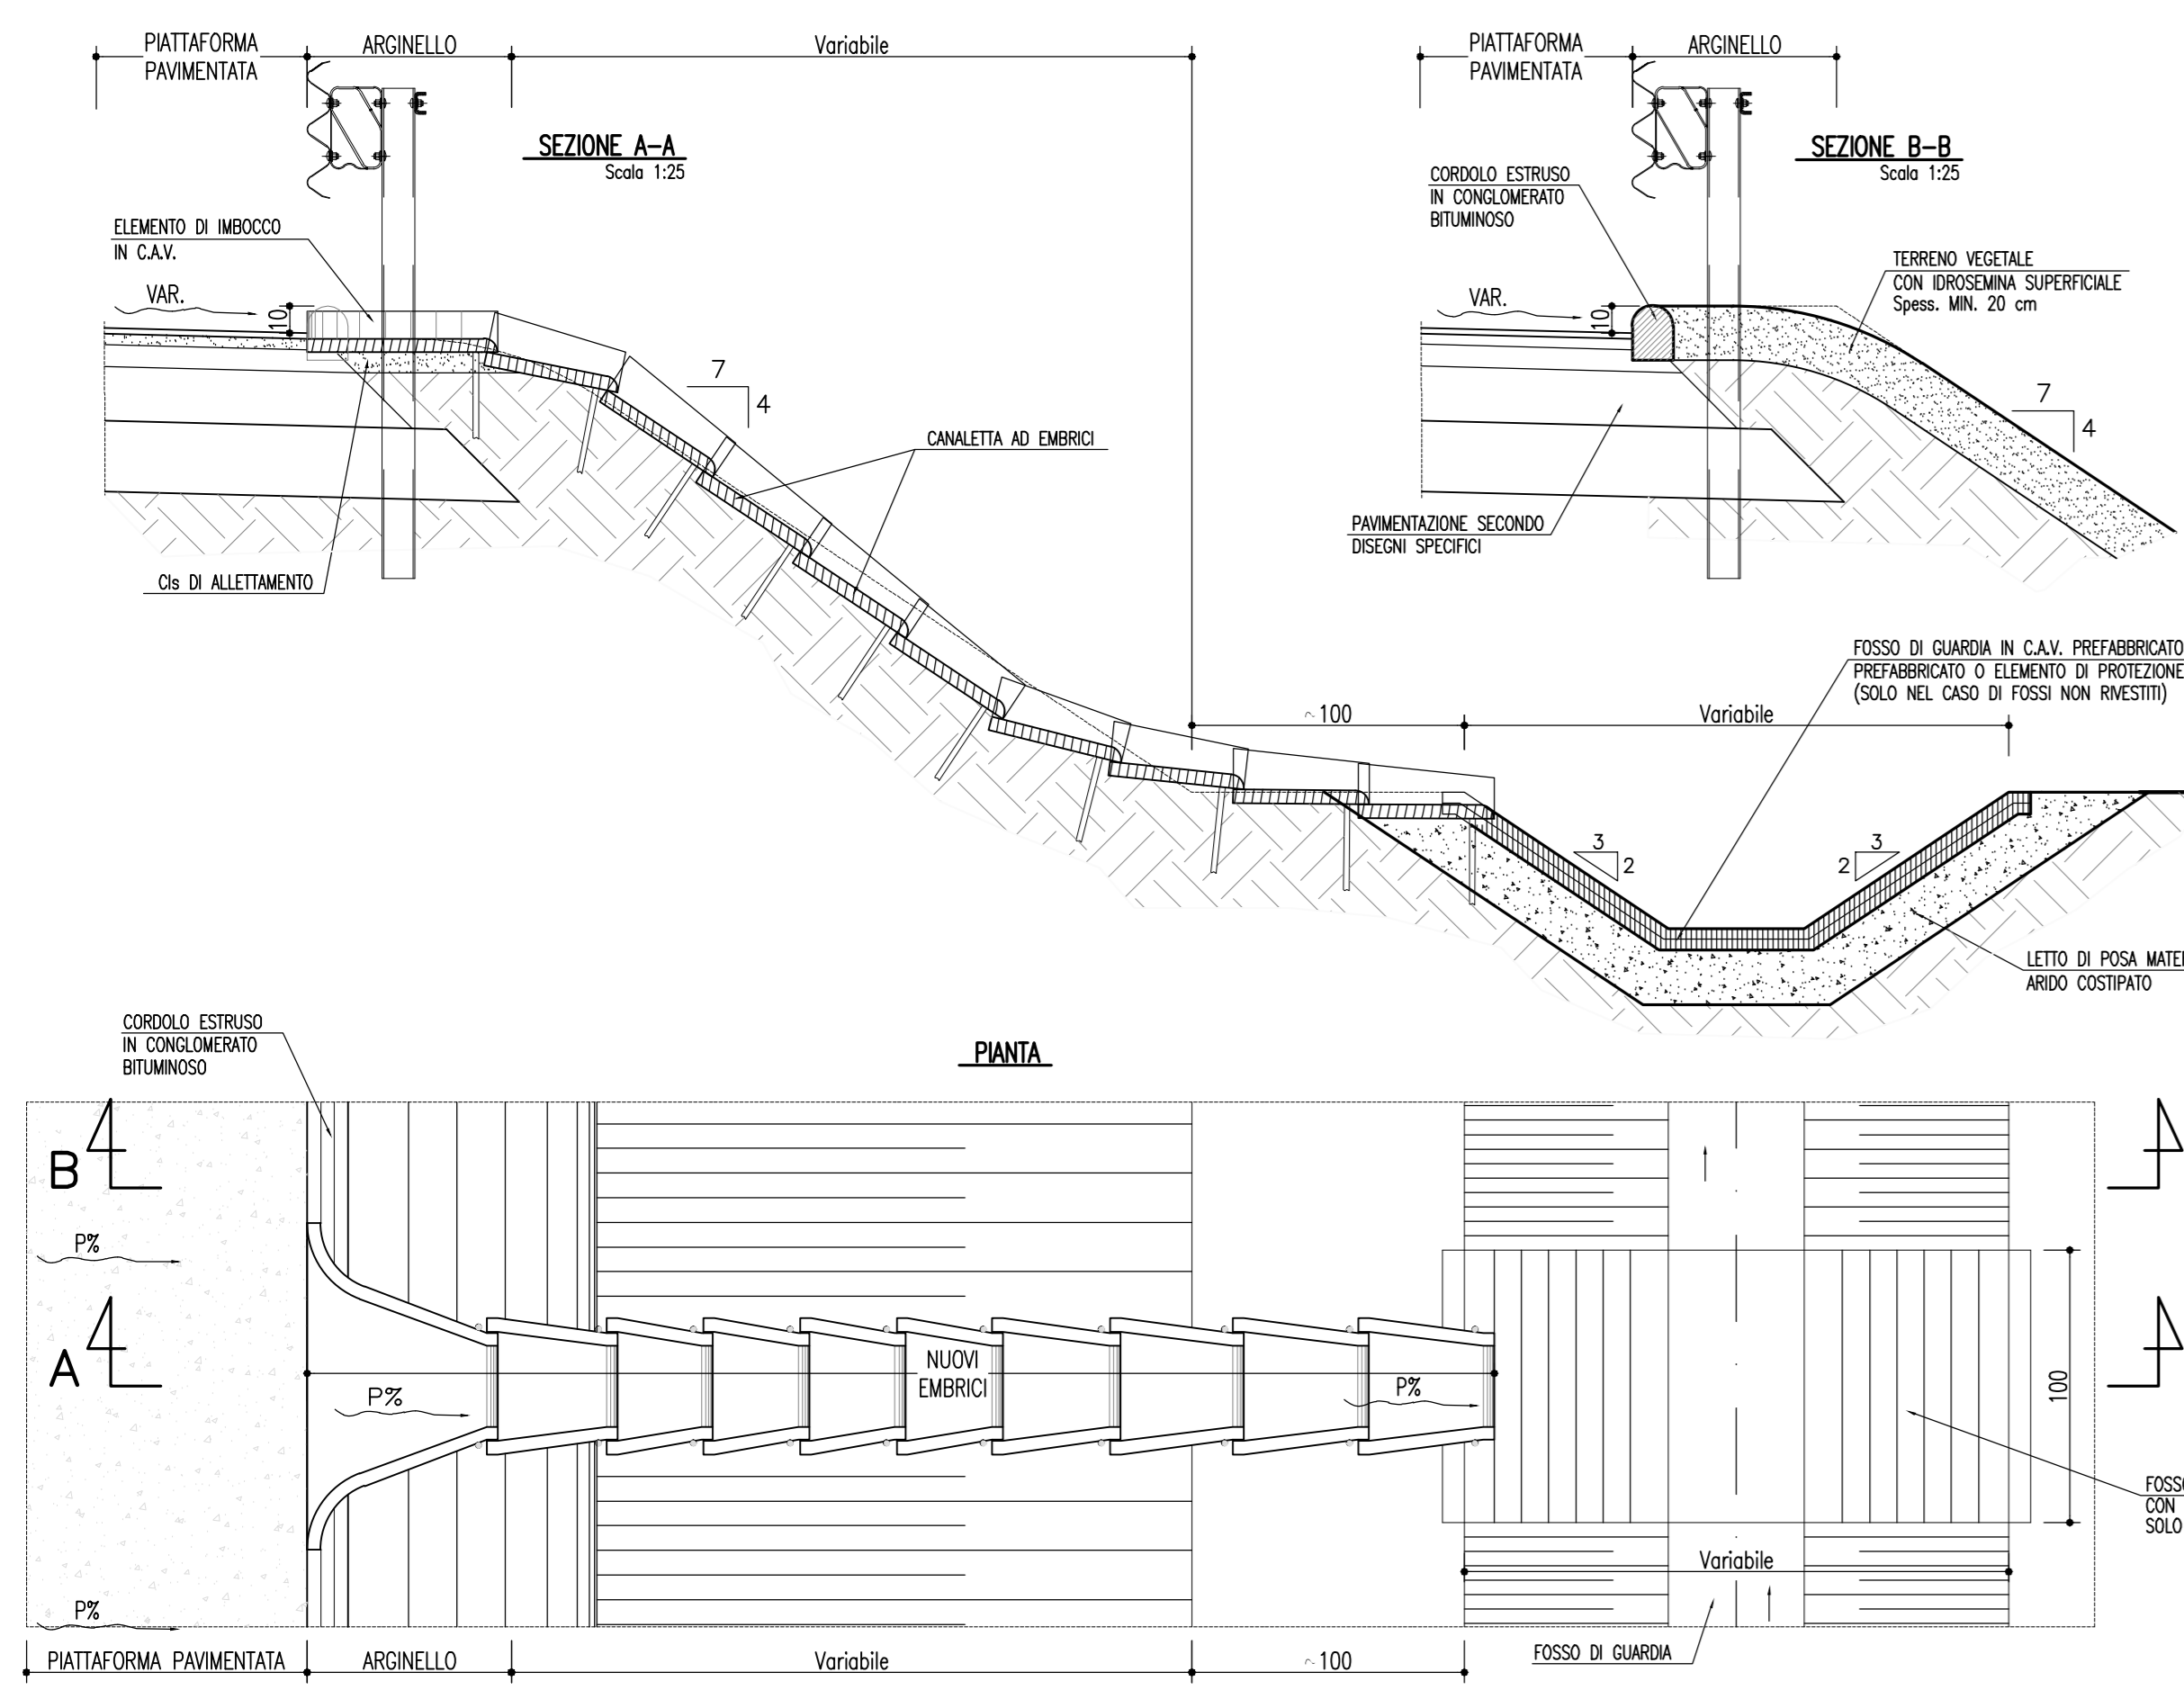 PIATTAFORMA
PAVIMENTATA
ARGINELLO
Variabile
SEZIONE A-A
Scala 1:25
ELEMENTO DI IMBOCCO
IN C.A.V.
VAR.
10
7
4
CANALETTA AD EMBRICI
Cls DI ALLETTAMENTO
PIATTAFORMA
PAVIMENTATA
ARGINELLO
SEZIONE B-B
Scala 1:25
CORDOLO ESTRUSO
IN CONGLOMERATO
BITUMINOSO
TERRENO VEGETALE
CON IDROSEMINA SUPERFICIALE
Spess. MIN. 20 cm
VAR.
10
7
4
PAVIMENTAZIONE SECONDO
DISEGNI SPECIFICI
FOSSO DI GUARDIA IN C.A.V. PREFABBRICATO
PREFABBRICATO O ELEMENTO DI PROTEZIONE
(SOLO NEL CASO DI FOSSI NON RIVESTITI)
~100
Variabile
3
2
3
2
LETTO DI POSA
ARIDO COSTIPATO
PIANTA
CORDOLO ESTRUSO
IN CONGLOMERATO
BITUMINOSO
B
P%
A
P%
NUOVI
EMBRICI
P%
100
CON
SOLO
Variabile
P%
FOSSO DI GUARDIA
PIATTAFORMA PAVIMENTATA
ARGINELLO
Variabile
~100